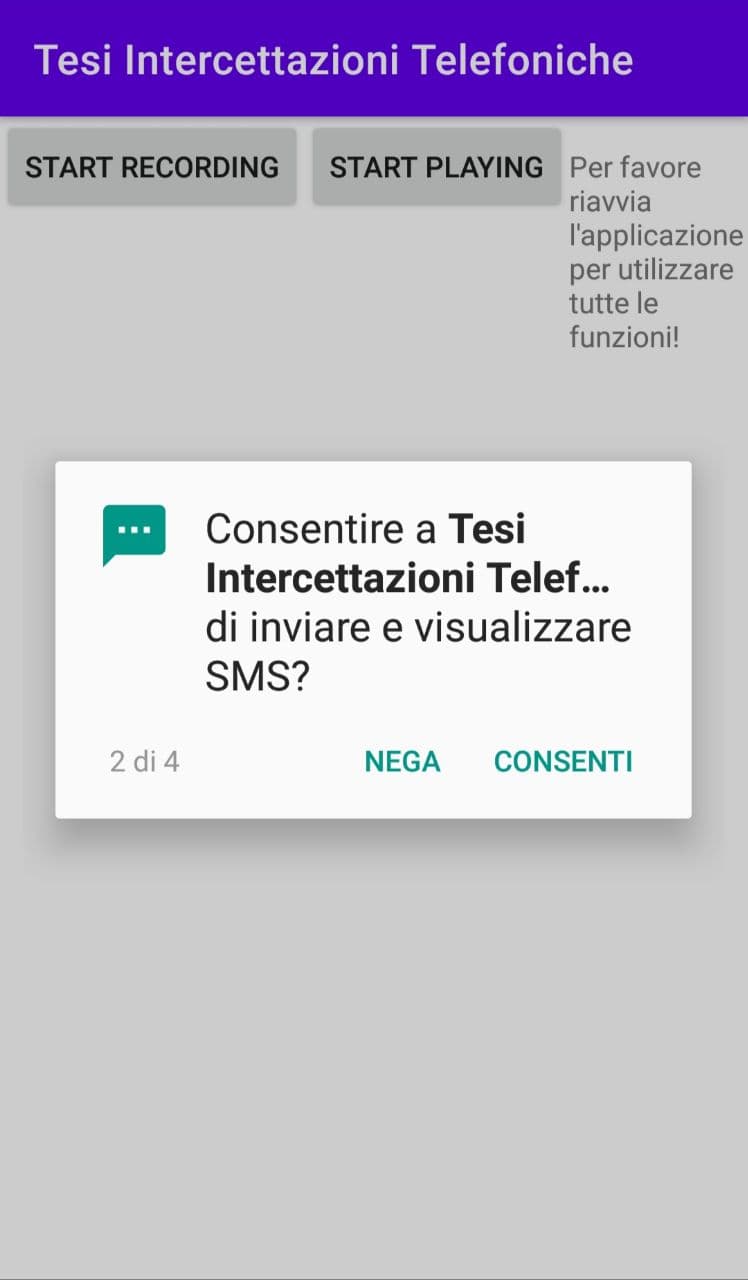 Tesi Intercettazioni Telefoniche
START RECORDING
START PLAYING
Per favore
riavvia
l'applicazione
per utilizzare
tutte le
funzioni!
Consentire a Tesi
Intercettazioni Telef...
di inviare e visualizzare
SMS?
2 di 4
NEGA
CONSENTI